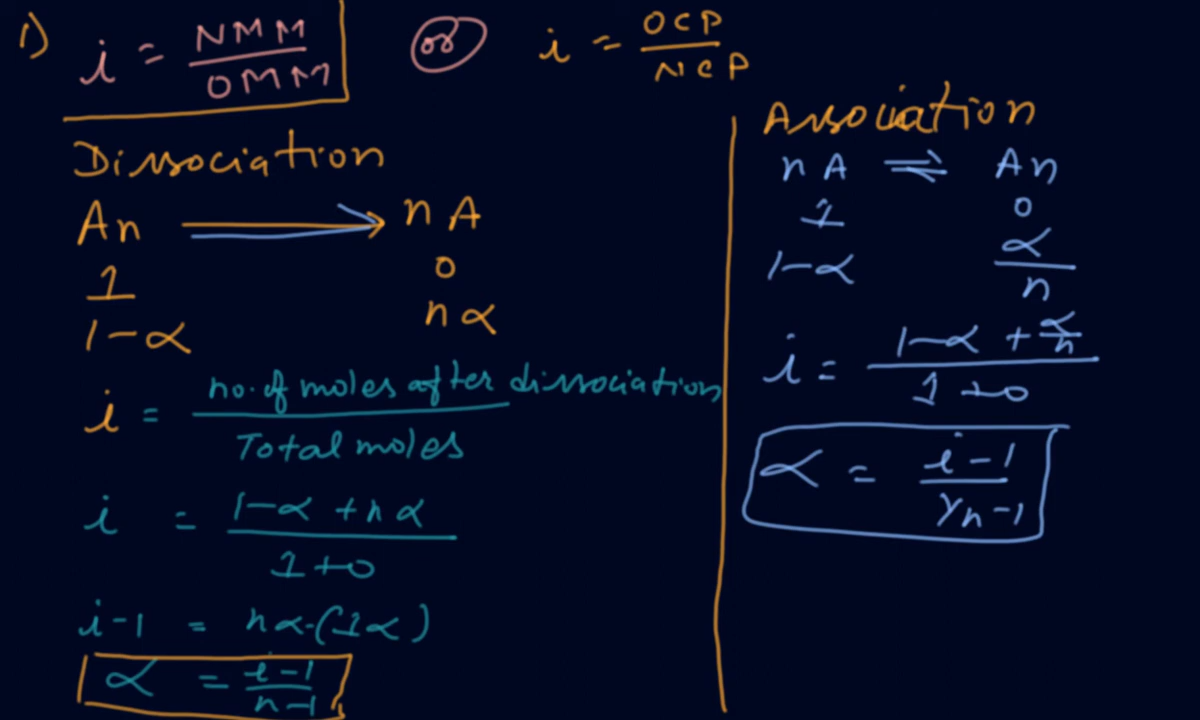 1) i = NMM/OMM or i = OCP/NCP
Dissociation
An ⟶ nA
1 0
1-α nα
i = no. of moles after dissociation / Total moles
i = 1-α + nα / 1+0
i-1 = nα-(1α)
α = i-1 / n-1
Association
nA ⇌ An
1 0
1-α α/n
i = 1-α + α/n / 1+0
α = i-1 / 1/n-1